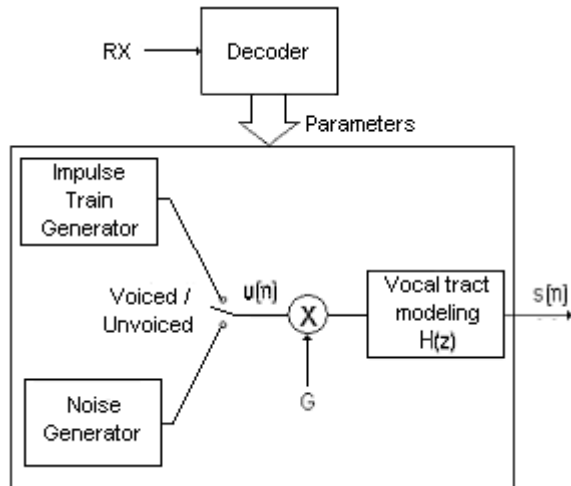 RX
Decoder
Parameters
Impulse
Train
Generator
Voiced /
Unvoiced
u[n]
X
G
Vocal tract
modeling
H(z)
s[n]
Noise
Generator